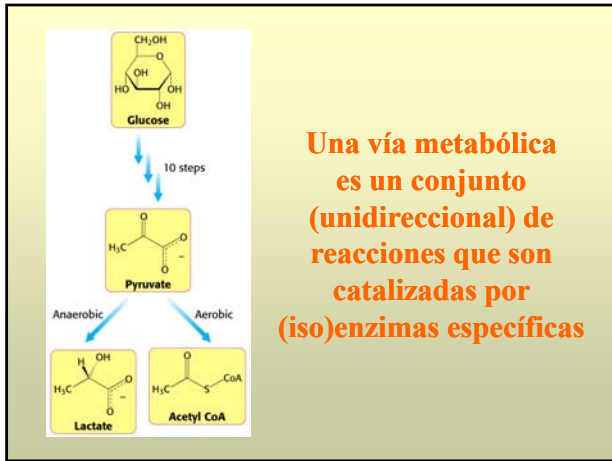 CH₂OH
O
OH
HO
OH
OH
Glucose
10 steps
O
H₃C
O
O
–
Pyruvate
Anaerobic
Aerobic
H
OH
H₃C
O
O
–
Lactate
O
H₃C
S
CoA
Acetyl CoA
Una vía metabólica
es un conjunto
(unidireccional) de
reacciones que son
catalizadas por
(iso)enzimas específicas